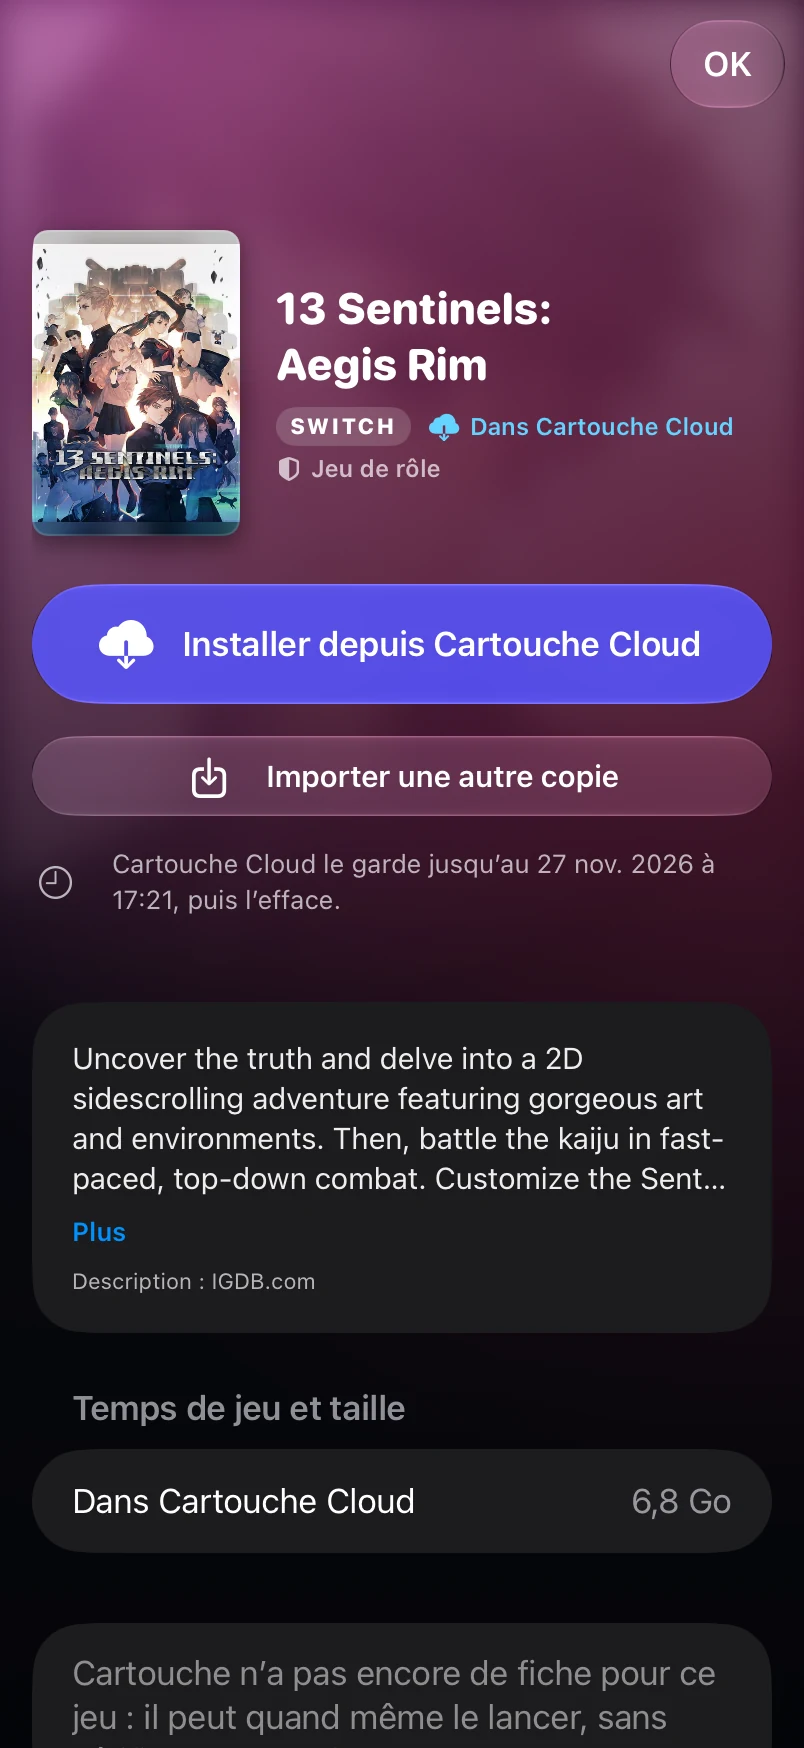 OK
13 SENTINELS:
AEGIS RIM
13 Sentinels:
Aegis Rim
SWITCH
Dans Cartouche Cloud
Jeu de rôle
Installer depuis Cartouche Cloud
Importer une autre copie
Cartouche Cloud le garde jusqu’au 27 nov. 2026 à
17:21, puis l’efface.
Uncover the truth and delve into a 2D
sidescrolling adventure featuring gorgeous art
and environments. Then, battle the kaiju in fast-
paced, top-down combat. Customize the Sent...
Plus
Description : IGDB.com
Temps de jeu et taille
Dans Cartouche Cloud
6,8 Go
Cartouche n’a pas encore de fiche pour ce
jeu : il peut quand même le lancer, sans